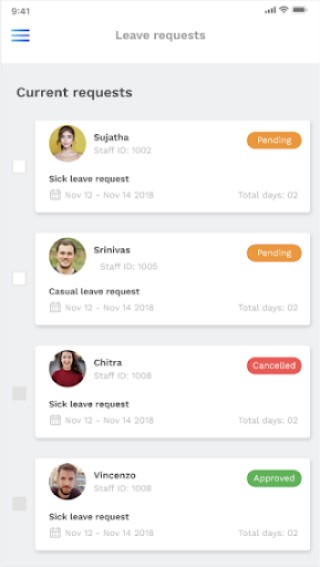 9:41
Leave requests
Current requests
Sujatha
Pending
Staff ID: 1002
Sick leave request
Nov 12 - Nov 14 2018 Total days: 02
Srinivas
Pending
Staff ID: 1005
Casual leave request
Nov 12 - Nov 14 2018 Total days: 02
Chitra
Cancelled
Staff ID: 1008
Sick leave request
Nov 12 - Nov 14 2018 Total days: 02
Vincenzo
Approved
Staff ID: 1008
Sick leave request
Nov 12 - Nov 14 2018 Total days: 02